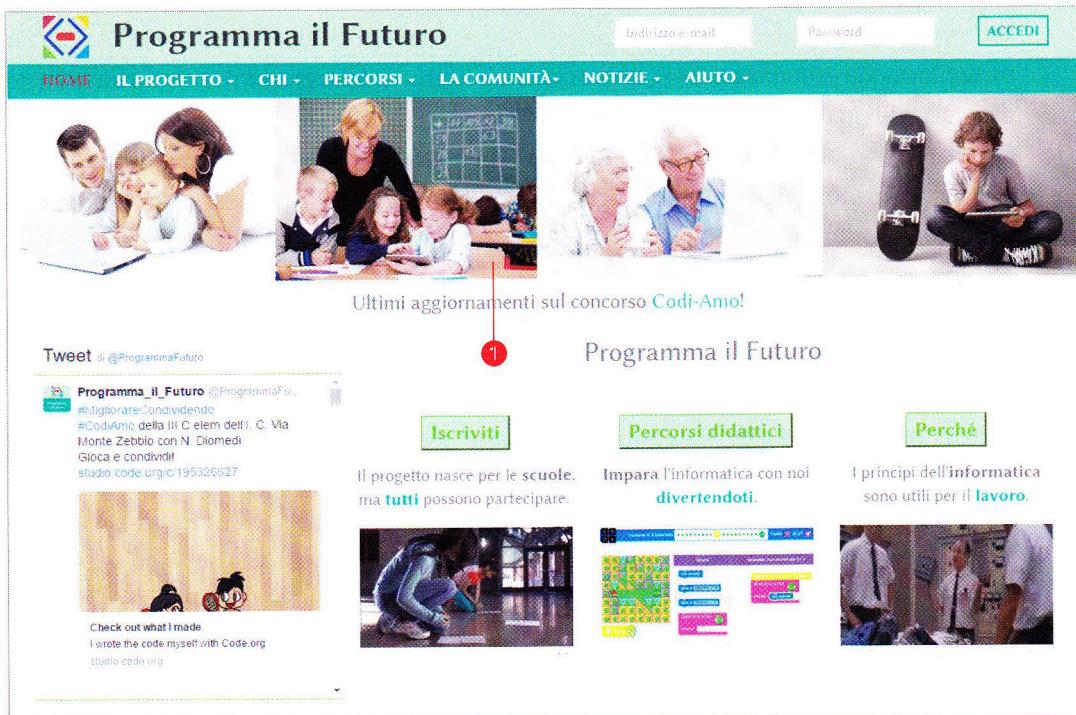 Programma il Futuro
Indirizzo e-mail
Password
ACCEDI
HOME
IL PROGETTO
CHI
PERCORSI
LA COMUNITÀ
NOTIZIE
AIUTO
Ultimi aggiornamenti sul concorso Codi-Amo!
1
Tweet di @ProgrammaFuturo
Programma_il_Futuro @ProgrammaFu...
#MigliorareCondividendo
#CodiAmo della III C elem dell'I. C. Via
Monte Zebbio con N. Diomedi
Gioca e condividi!
studio.code.org/c/195326627
Check out what I made
I wrote the code myself with Code.org
studio.code.org
Programma il Futuro
Iscriviti
Il progetto nasce per le scuole,
ma tutti possono partecipare.
Percorsi didattici
Impara l'informatica con noi
divertendoti.
Perché
I principi dell'informatica
sono utili per il lavoro.